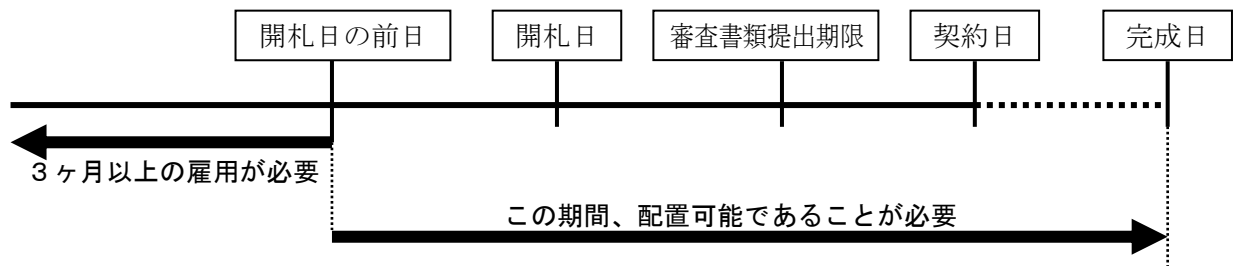 開札日の前日
開札日
審査書類提出期限
契約日
完成日
３ヶ月以上の雇用が必要
この期間、配置可能であることが必要